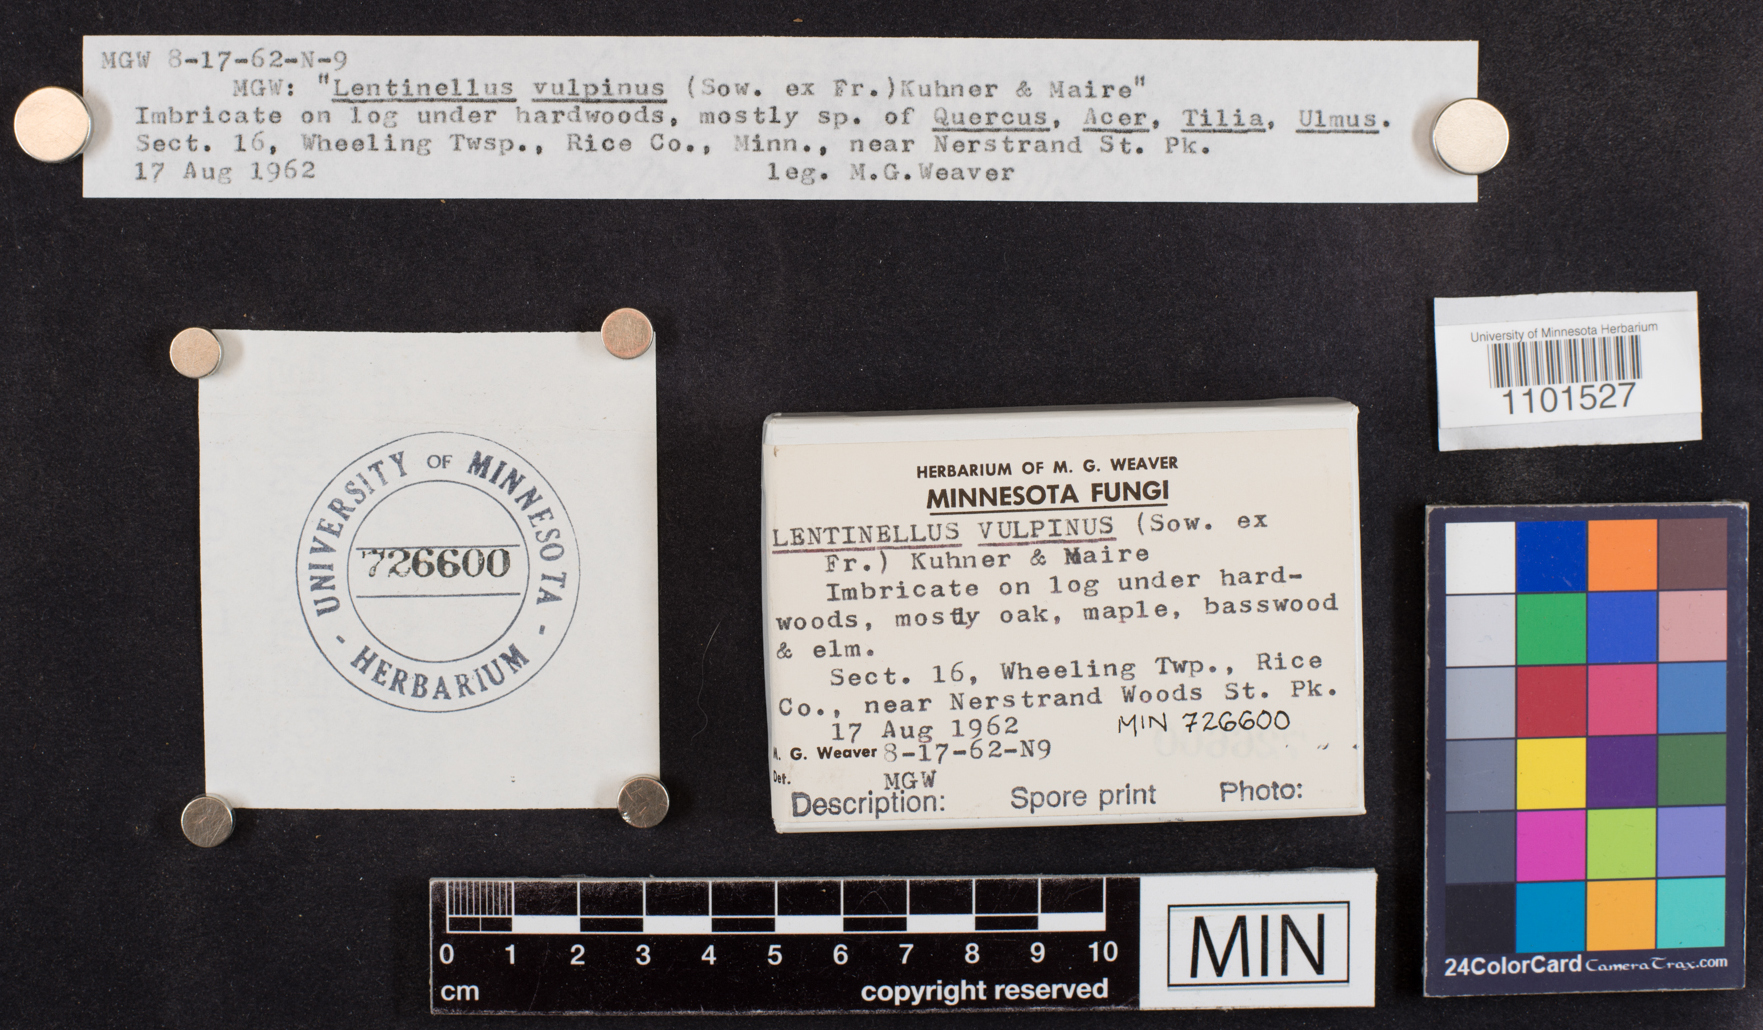 MGW 8-17-62-N-9
MGW: "Lentinellus vulpinus (Sow. ex Fr.)Kuhner & Maire"
Imbricate on log under hardwoods, mostly sp. of Quercus, Acer, Tilia, Ulmus.
Sect. 16, Wheeling Twsp., Rice Co., Minn., near Nerstrand St. Pk.
17 Aug 1962 leg. M.G.Weaver
University of Minnesota Herbarium
1101527
UNIVERSITY OF MINNESOTA
726600
- HERBARIUM -
HERBARIUM OF M. G. WEAVER
MINNESOTA FUNGI
LENTINELLUS VULPINUS (Sow. ex
Fr.) Kuhner & Maire
Imbricate on log under hard-
woods, mostly oak, maple, basswood
& elm.
Sect. 16, Wheeling Twp., Rice
Co., near Nerstrand Woods St. Pk.
17 Aug 1962 MIN 726600
M. G. Weaver 8-17-62-N9
Det. MGW
Description: Spore print Photo:
0 1 2 3 4 5 6 7 8 9 10
cm copyright reserved
MIN
24ColorCard CameraTrax.com